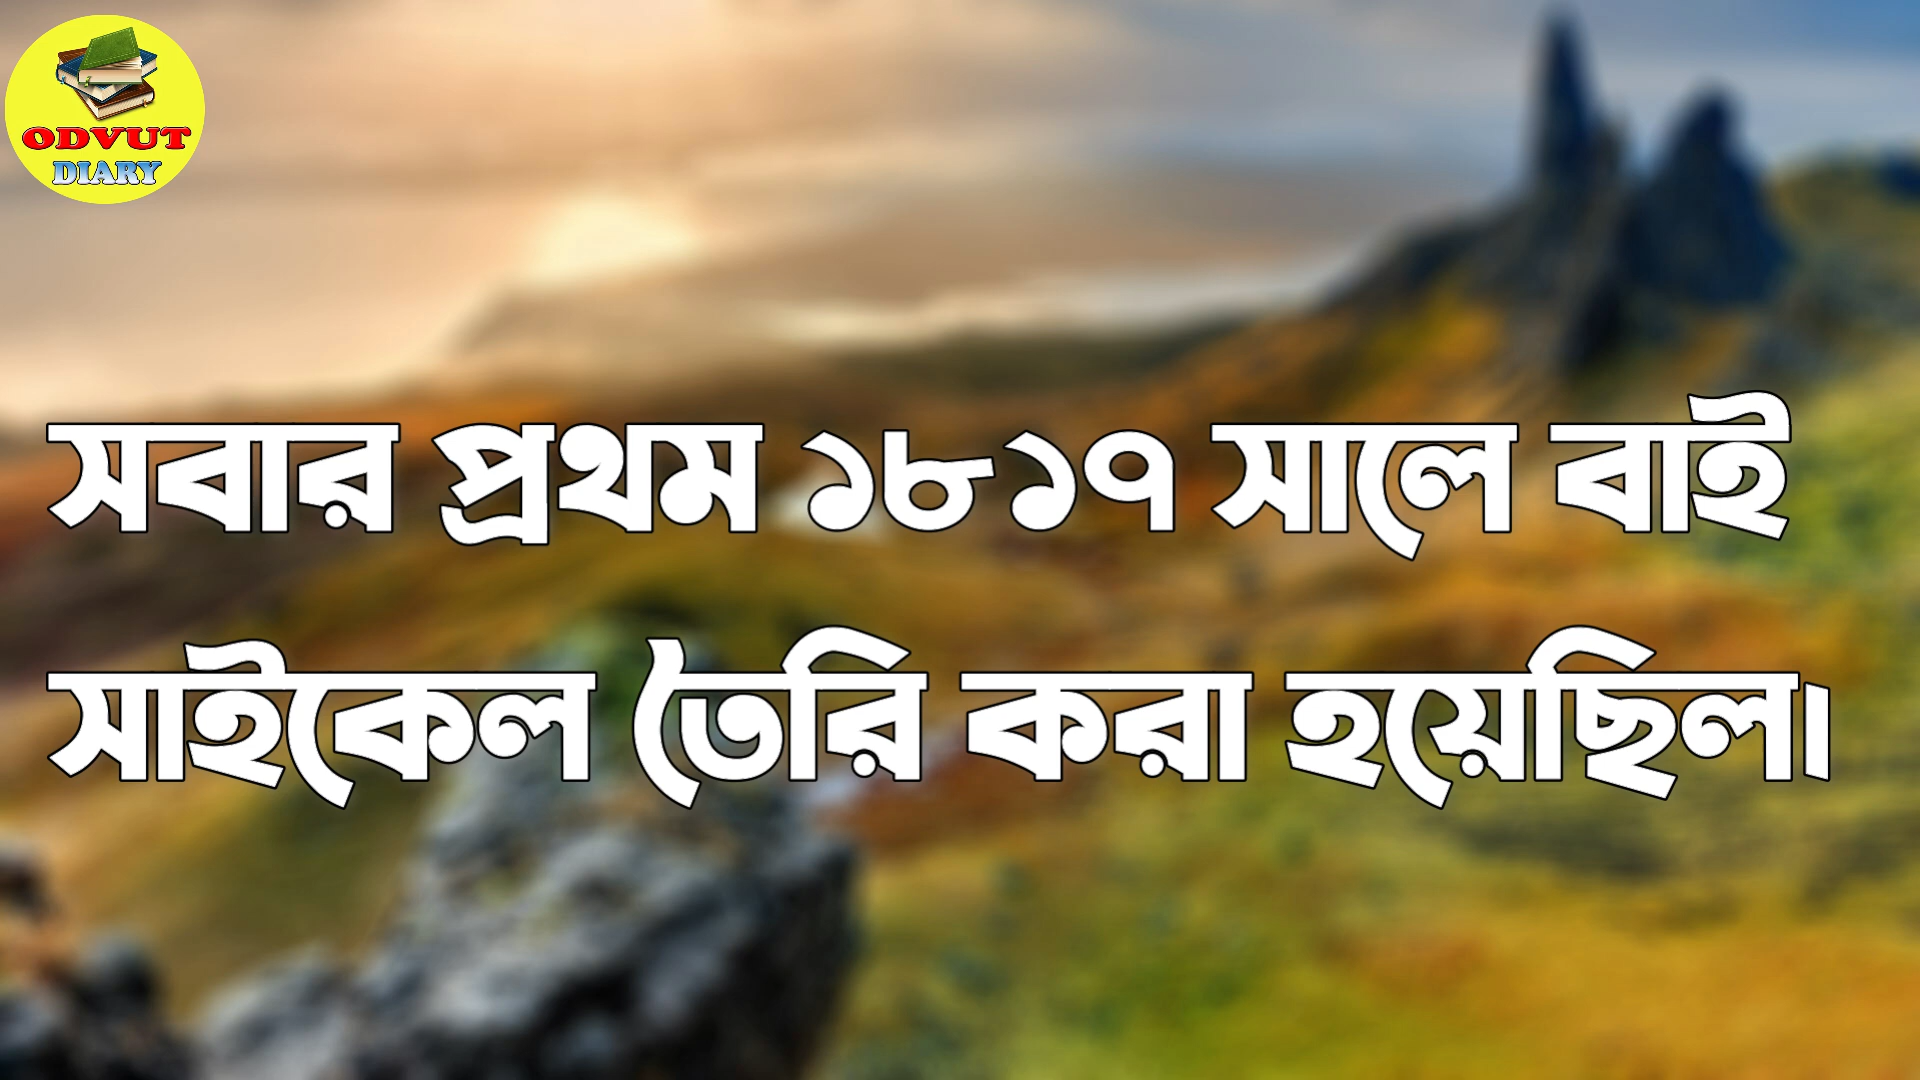 ODVUT
DIARY
সবার প্রথম ১৮১৭ সালে বাই
সাইকেল তৈরি করা হয়েছিল।